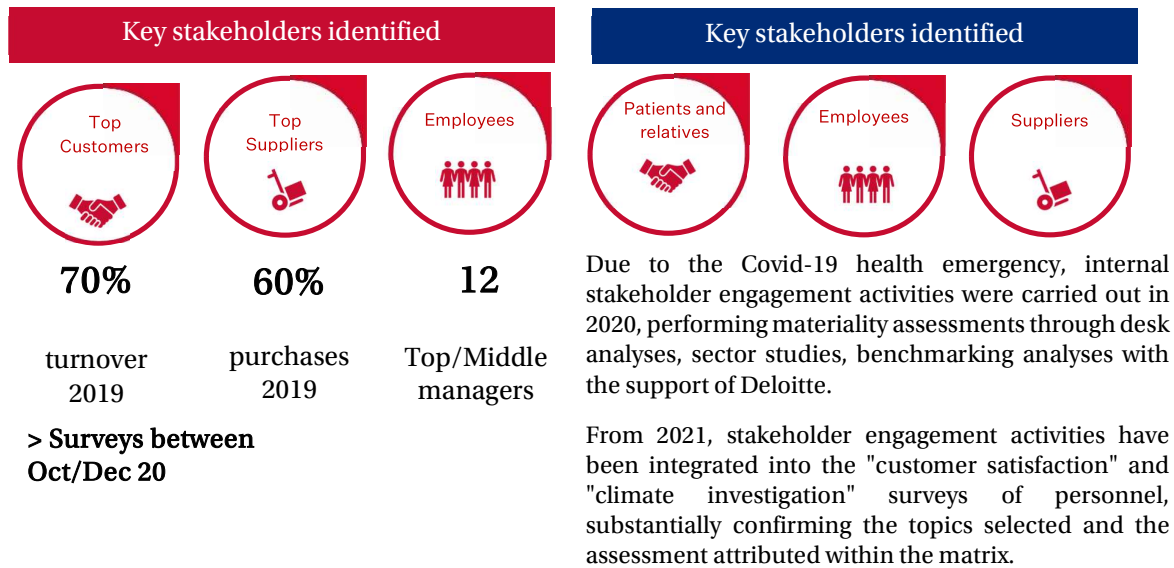 Key stakeholders identified
Top
Customers
Top
Suppliers
Employees
70%
60%
12
turnover
2019
purchases
2019
Top/Middle
managers
> Surveys between
Oct/Dec 20
Key stakeholders identified
Patients and
relatives
Employees
Suppliers
Due to the Covid-19 health emergency, internal
stakeholder engagement activities were carried out in
2020, performing materiality assessments through desk
analyses, sector studies, benchmarking analyses with
the support of Deloitte.
From 2021, stakeholder engagement activities have
been integrated into the "customer satisfaction" and
"climate investigation" surveys of personnel,
substantially confirming the topics selected and the
assessment attributed within the matrix.